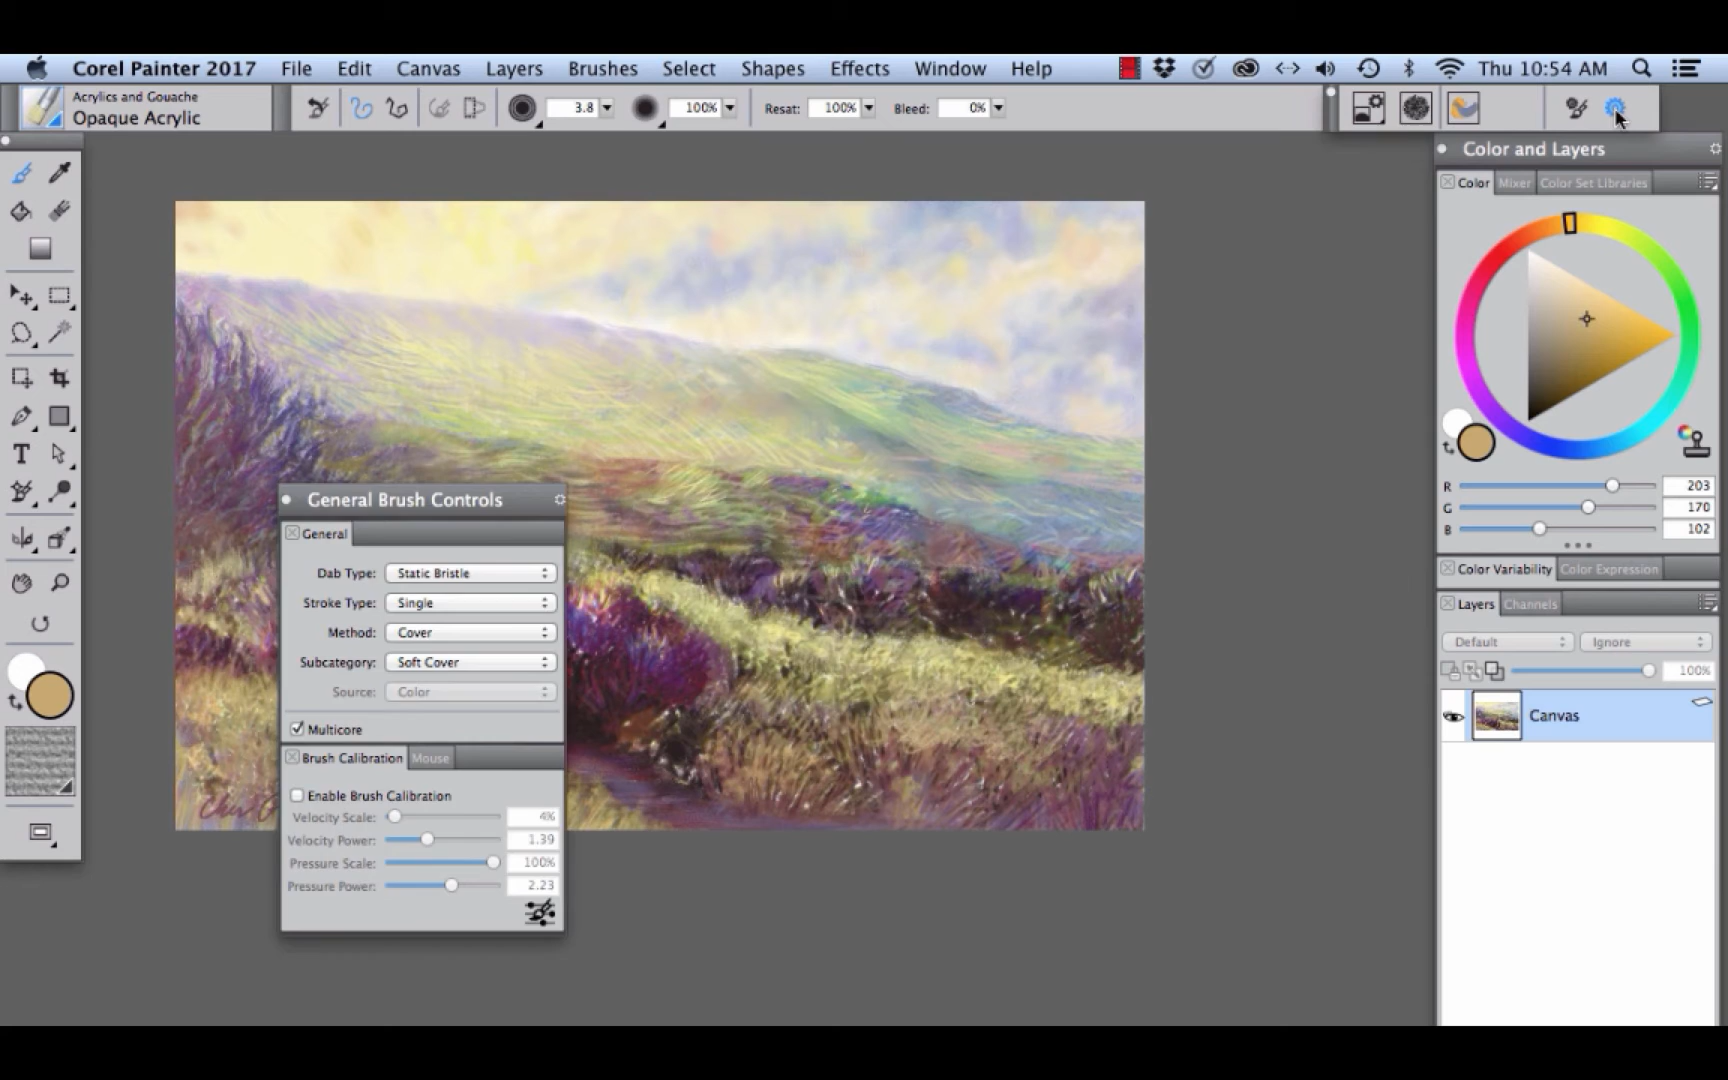 Corel Painter 2017 File Edit Canvas Layers Brushes Select Shapes Effects Window Help Thu 10:54 AM
Acrylics and Gouache
Opaque Acrylic
3.8 100% Resat: 100% Bleed: 0%
Color and Layers
Color Mixer Color Set Libraries
R 203
G 170
B 102
Color Variability Color Expression
Layers Channels
Default Ignore
100%
Canvas
General Brush Controls
General
Dab Type: Static Bristle
Stroke Type: Single
Method: Cover
Subcategory: Soft Cover
Source: Color
Multicore
Brush Calibration Mouse
Enable Brush Calibration
Velocity Scale: 4%
Velocity Power: 1.39
Pressure Scale: 100%
Pressure Power: 2.23
T